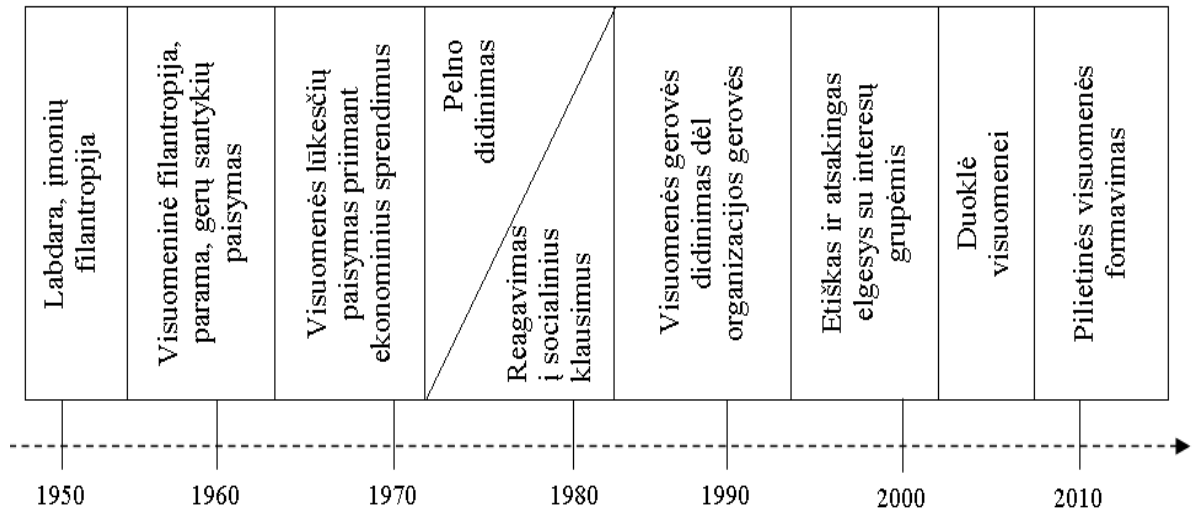 Labdara, įmonių
filantropija
Visuomeninė filantropija,
parama, gerų santykių
paisymas
Visuomenės lūkesčių
paisymas priimant
ekonominius sprendimus
Pelno
didinimas
Reagavimas
į socialinius
klausimus
Visuomenės gerovės
didinimas dėl
organizacijos gerovės
Etiškas ir atsakingas
elgesys su interesų
grupėmis
Duoklė
visuomenei
Pilietinės visuomenės
formavimas
1950
1960
1970
1980
1990
2000
2010